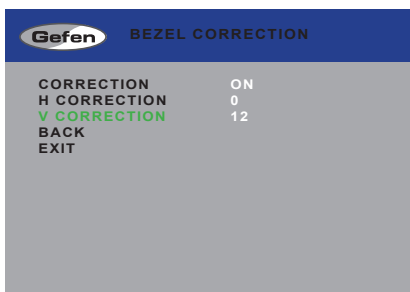 Gefen BEZEL CORRECTION
CORRECTION ON
H CORRECTION 0
V CORRECTION 12
BACK
EXIT